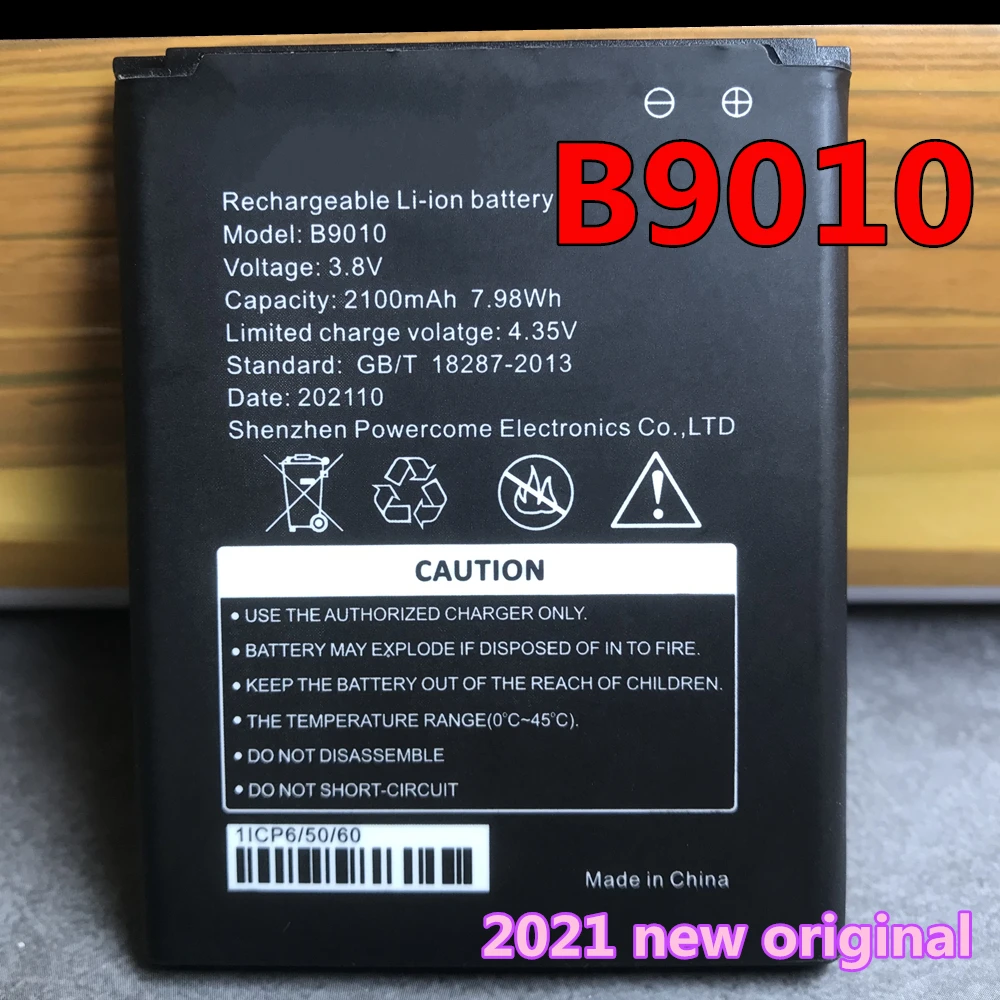 B9010
Rechargeable Li-ion battery
Model: B9010
Voltage: 3.8V
Capacity: 2100mAh 7.98Wh
Limited charge volatge: 4.35V
Standard: GB/T 18287-2013
Date: 202110
Shenzhen Powercome Electronics Co.,LTD
CAUTION
• USE THE AUTHORIZED CHARGER ONLY.
• BATTERY MAY EXPLODE IF DISPOSED OF IN TO FIRE.
• KEEP THE BATTERY OUT OF THE REACH OF CHILDREN.
• THE TEMPERATURE RANGE(0°C~45°C).
• DO NOT DISASSEMBLE
• DO NOT SHORT-CIRCUIT
1ICP6/50/60
Made in China
2021 new original